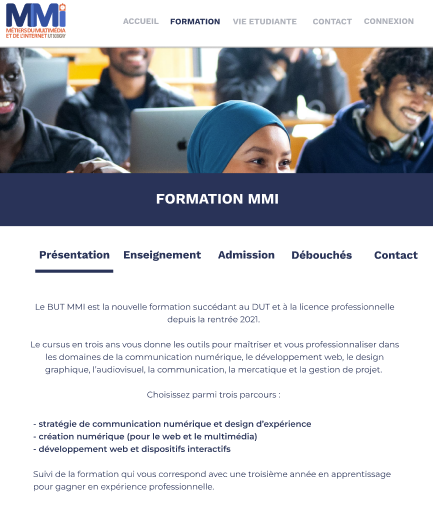 MMi
MÉTIERS DU MULTIMÉDIA
ET DE L'INTERNET
ACCUEIL FORMATION VIE ETUDIANTE CONTACT CONNEXION
FORMATION MMI
Présentation Enseignement Admission Débouchés Contact
Le BUT MMI est la nouvelle formation succédant au DUT et à la licence professionnelle
depuis la rentrée 2021.
Le cursus en trois ans vous donne les outils pour maîtriser et vous professionnaliser dans
les domaines de la communication numérique, le développement web, le design
graphique, l'audiovisuel, la communication, la mercatique et la gestion de projet.
Choisissez parmi trois parcours :
- stratégie de communication numérique et design d'expérience
- création numérique (pour le web et le multimédia)
- développement web et dispositifs interactifs
Suivi de la formation qui vous correspond avec une troisième année en apprentissage
pour gagner en expérience professionnelle.